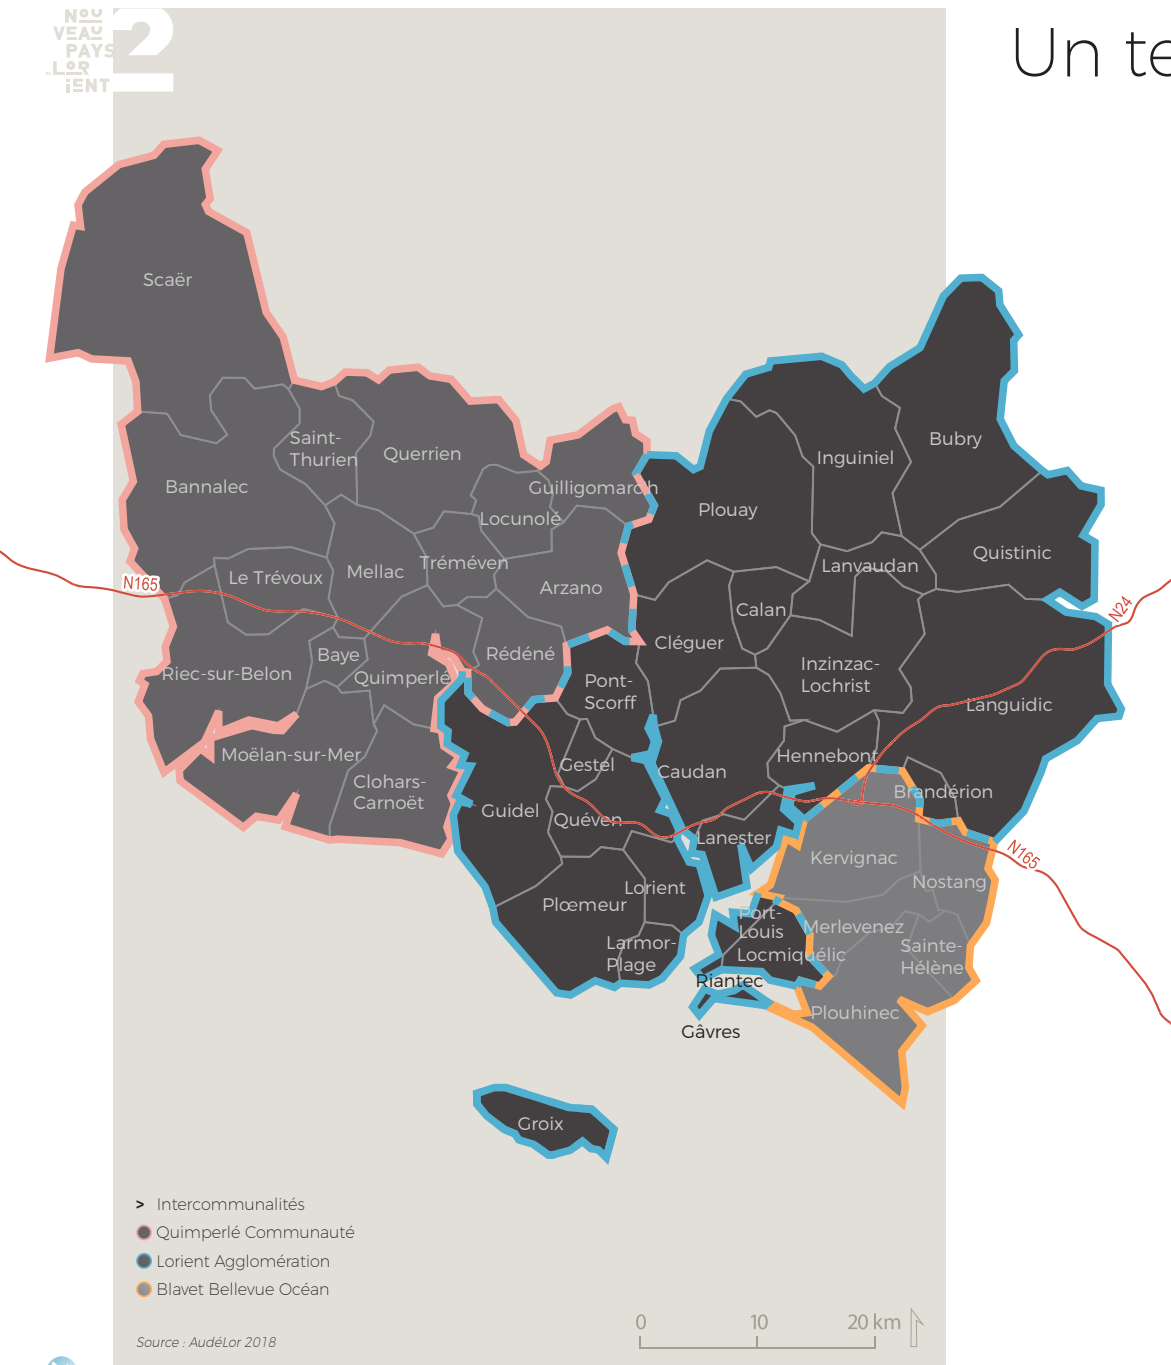 NOU
VEAU
PAYS
DE LOR
IENT
2
Un te
Scaër
Saint-
Thurien
Querrien
Bannalec
Guilligomarch
Locunolé
Tréméven
Le Trévoux
Mellac
Arzano
N165
Baye
Rédéné
Riec-sur-Belon
Quimperlé
Moëlan-sur-Mer
Clohars-
Carnoët
Bubry
Inguiniel
Plouay
Quistinic
Lanvaudan
Calan
N24
Cléguer
Inzinzac-
Lochrist
Pont-
Scorff
Languidic
Gestel
Caudan
Hennebont
Brandérion
Guidel
Quéven
Lanester
N165
Kervignac
Nostang
Lorient
Plœmeur
Port-
Louis
Merlevenez
Larmor-
Plage
Locmiquélic
Sainte-
Hélène
Riantec
Plouhinec
Gâvres
Groix
> Intercommunalités
Quimperlé Communauté
Lorient Agglomération
Blavet Bellevue Océan
0 10 20 km
Source : AudéLor 2018